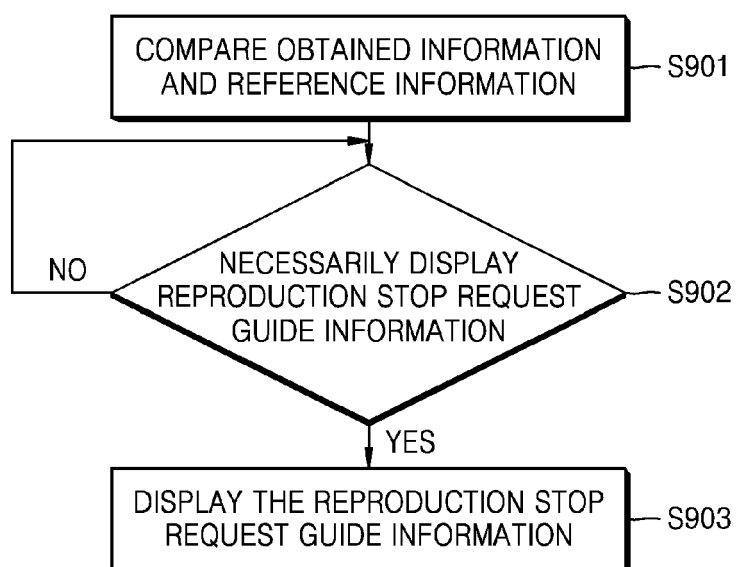 COMPARE OBTAINED INFORMATION
AND REFERENCE INFORMATION
S901
NO
NECESSARILY DISPLAY
REPRODUCTION STOP REQUEST
GUIDE INFORMATION
S902
YES
DISPLAY THE REPRODUCTION STOP
REQUEST GUIDE INFORMATION
S903